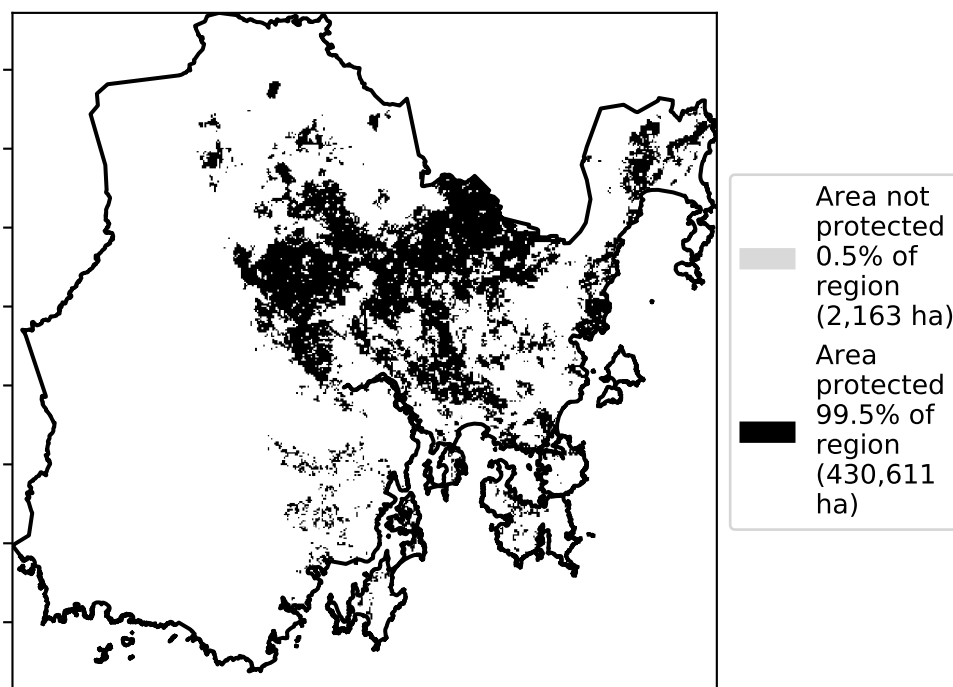 Area not
protected
0.5% of
region
(2,163 ha)
Area
protected
99.5% of
region
(430,611
ha)